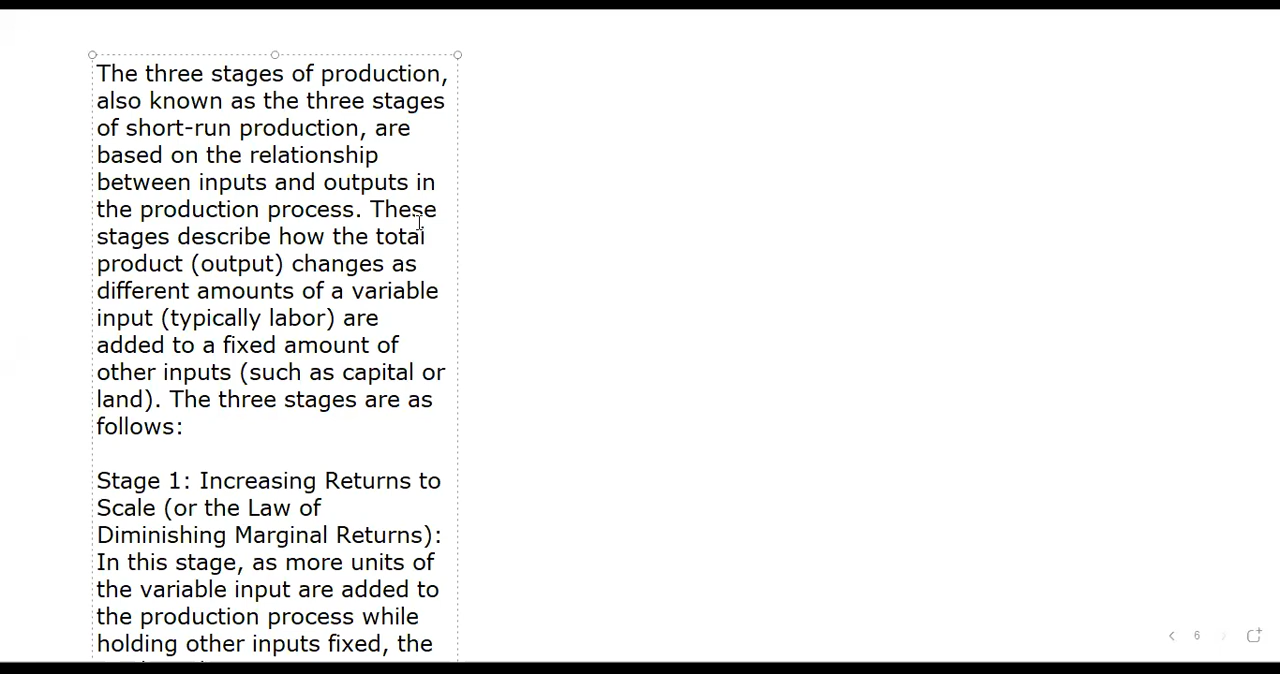 The three stages of production,
also known as the three stages
of short-run production, are
based on the relationship
between inputs and outputs in
the production process. These
stages describe how the total
product (output) changes as
different amounts of a variable
input (typically labor) are
added to a fixed amount of
other inputs (such as capital or
land). The three stages are as
follows:
Stage 1: Increasing Returns to
Scale (or the Law of
Diminishing Marginal Returns):
In this stage, as more units of
the variable input are added to
the production process while
holding other inputs fixed, the
6